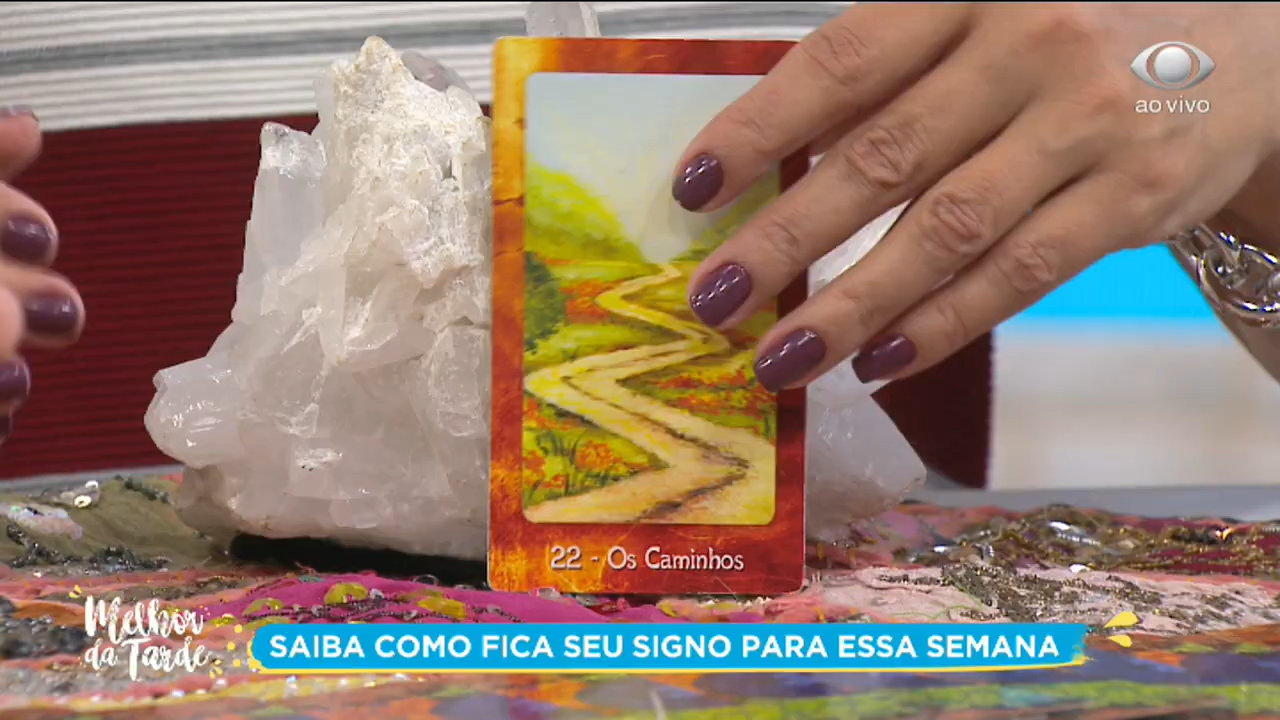 ao vivo
22 - Os Caminhos
Melhor
da Tarde
SAIBA COMO FICA SEU SIGNO PARA ESSA SEMANA